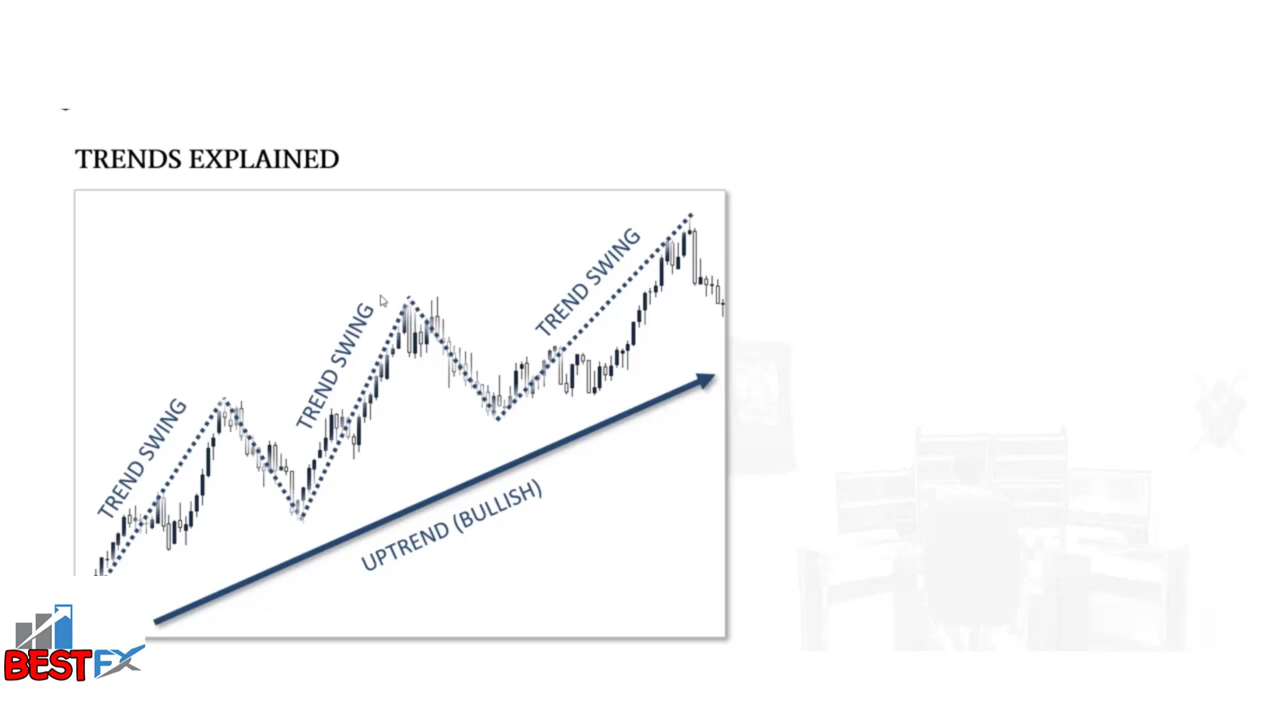 TRENDS EXPLAINED
TREND SWING
TREND SWING
TREND SWING
UPTREND (BULLISH)
BESTFX